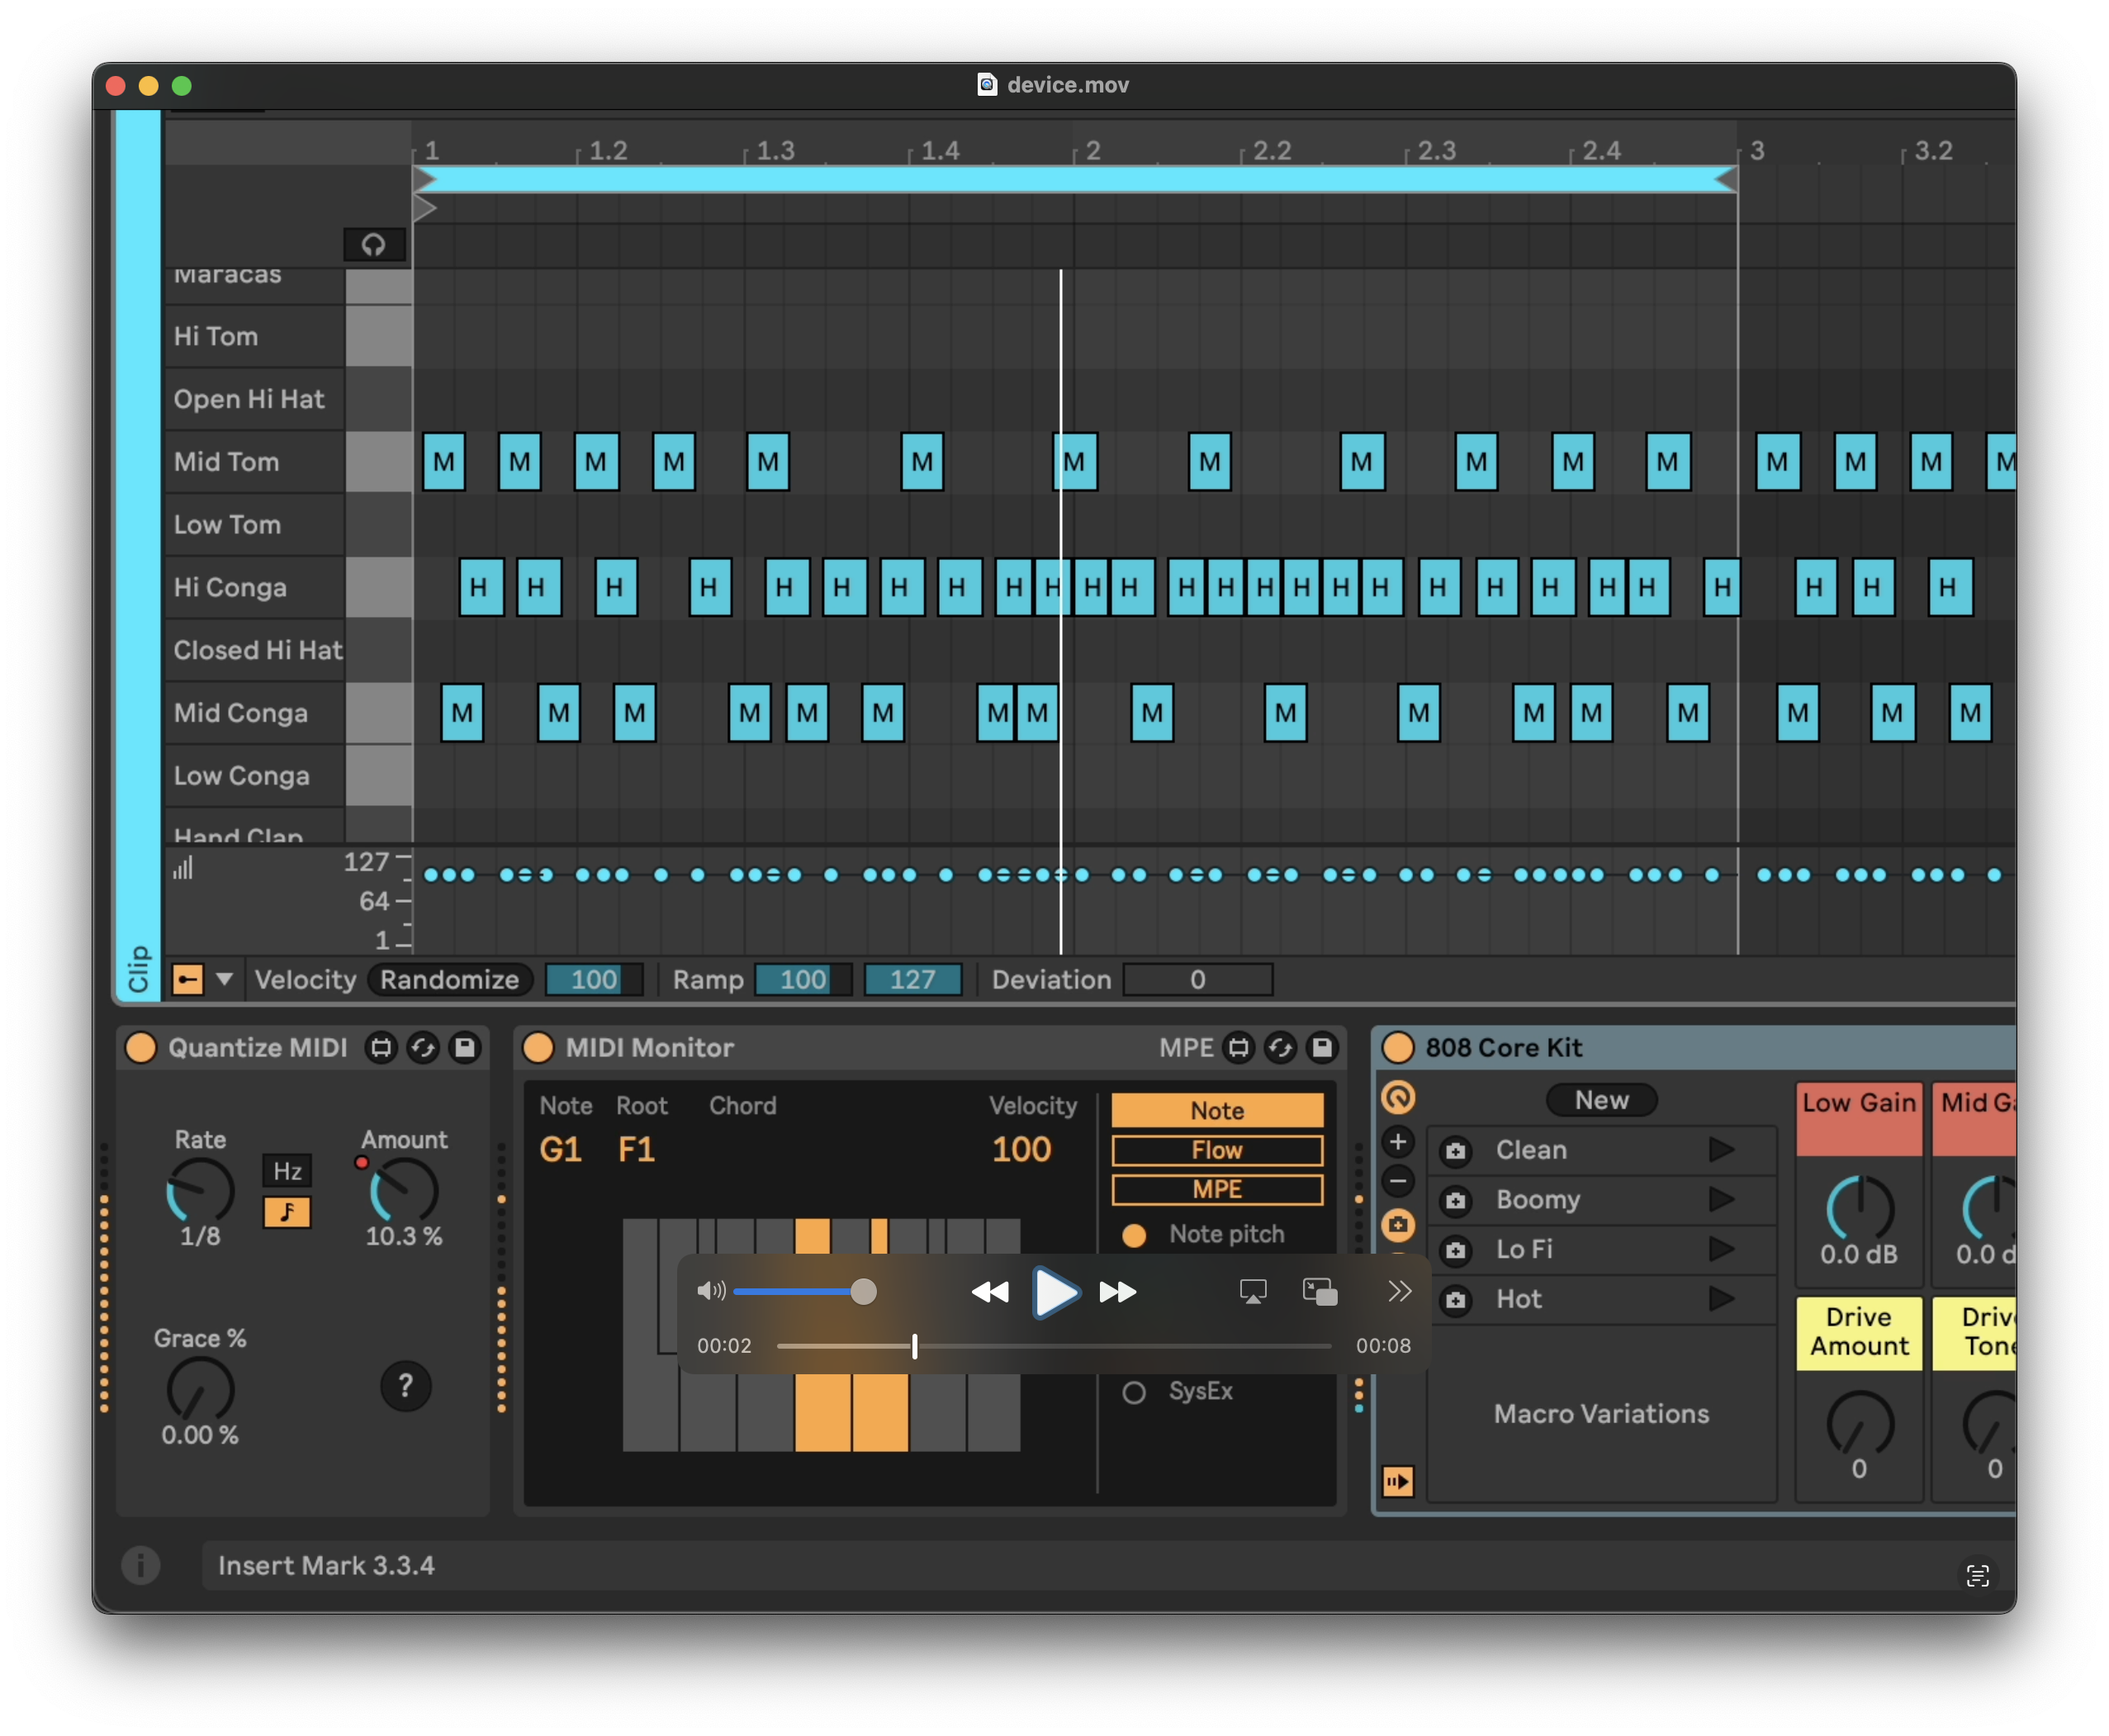 device.mov
1 1.2 1.3 1.4 2 2.2 2.3 2.4 3 3.2
Maracas
Hi Tom
Open Hi Hat
Mid Tom M M M M M M M M M M M M M M M M
Low Tom
Hi Conga H H H H H H H H H H H H H H H H H H H H H H H H H H H
Closed Hi Hat
Mid Conga M M M M M M M M M M M M M M M M M
Low Conga
Hand Clap
127
64
1
Clip
Velocity Randomize 100 Ramp 100 127 Deviation 0
Quantize MIDI
Rate
Hz
1/8
Amount
10.3 %
Grace %
0.00 %
?
MIDI Monitor MPE
Note Root Chord Velocity
G1 F1 100
Note
Flow
MPE
Note pitch
SysEx
00:02 00:08
808 Core Kit
New
Clean
Boomy
Lo Fi
Hot
Macro Variations
Low Gain
0.0 dB
Mid Ga
0.0 d
Drive
Amount
0
Driv
Tone
0
Insert Mark 3.3.4